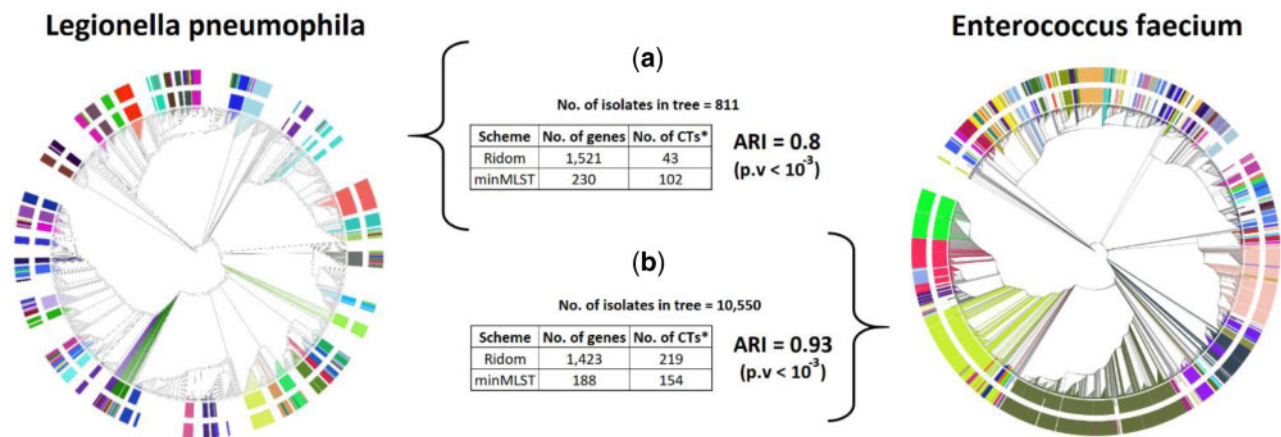 Legionella pneumophila
Enterococcus faecium
(a)
No. of isolates in tree = 811
Scheme No. of genes No. of CTs*
Ridom 1,521 43
minMLST 230 102
ARI = 0.8
(p.v < 10⁻³)
(b)
No. of isolates in tree = 10,550
Scheme No. of genes No. of CTs*
Ridom 1,423 219
minMLST 188 154
ARI = 0.93
(p.v < 10⁻³)